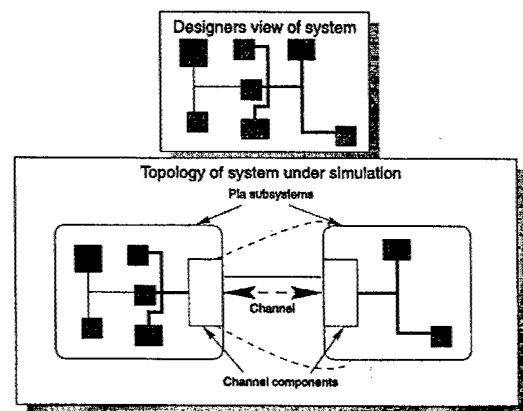 Designers view of system
Topology of system under simulation
Pia subsystems
Channel
Channel components